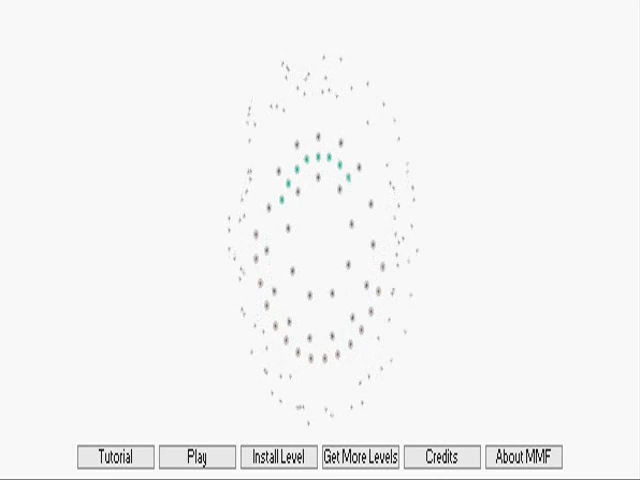 Tutorial
Play
Install Level
Get More Levels
Credits
About MMF